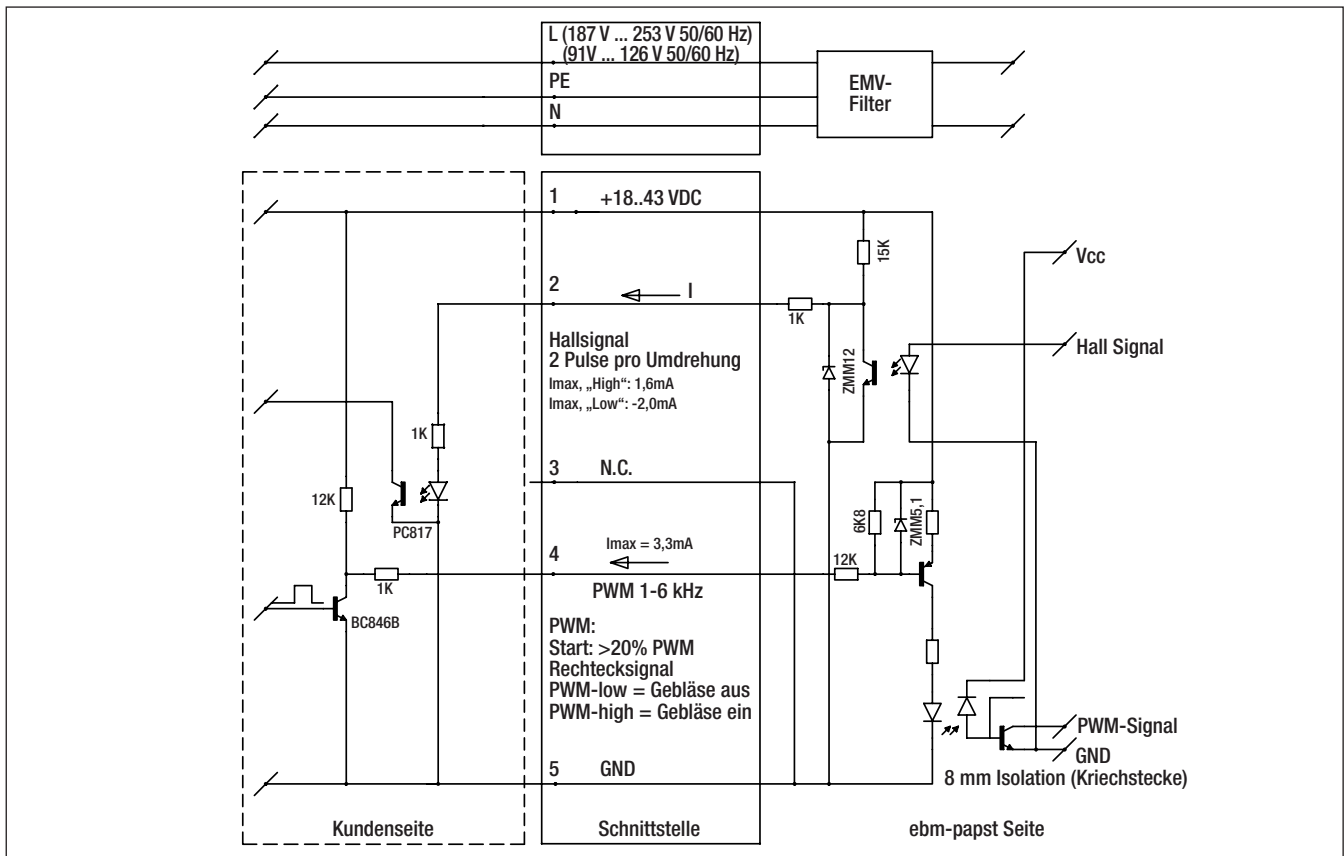 L (187 V ... 253 V 50/60 Hz)
(91V ... 126 V 50/60 Hz)
PE
N
EMV-
Filter
1
+18..43 VDC
15K
Vcc
2
I
1K
Hallsignal
2 Pulse pro Umdrehung
Imax, „High“: 1,6mA
Imax, „Low“: -2,0mA
ZMM12
Hall Signal
1K
3
N.C.
12K
PC817
6K8
ZMM5,1
4
Imax = 3,3mA
12K
1K
PWM 1-6 kHz
BC846B
PWM:
Start: >20% PWM
Rechtecksignal
PWM-low = Gebläse aus
PWM-high = Gebläse ein
PWM-Signal
GND
8 mm Isolation (Kriechstecke)
5
GND
Kundenseite
Schnittstelle
ebm-papst Seite